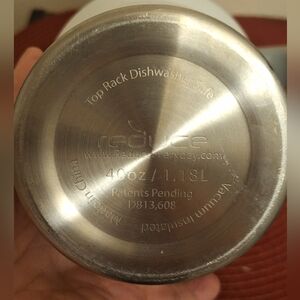 Top Rack Dishwasher Safe
reduce
www.ReduceEveryday.com
40oz / 1.18L
Patents Pending
D813,608
Vacuum Insulated
Made in China